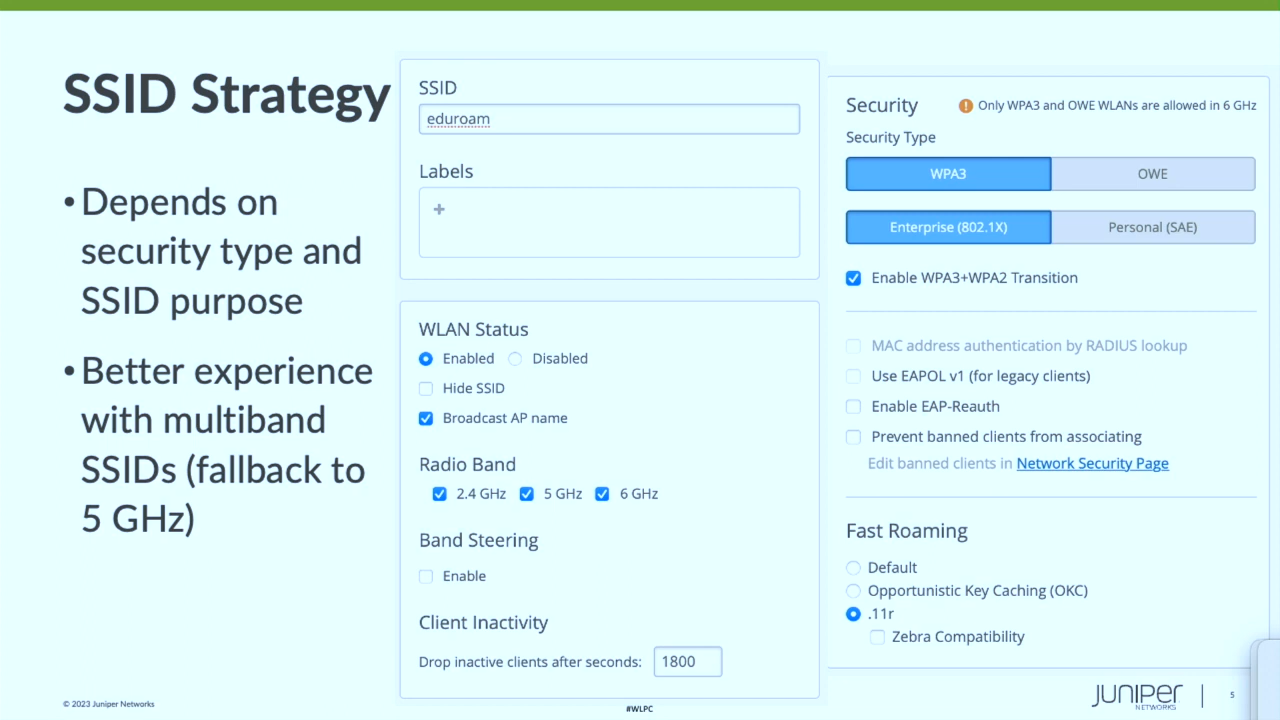 SSID Strategy
• Depends on
security type and
SSID purpose
• Better experience
with multiband
SSIDs (fallback to
5 GHz)
SSID
eduroam
Labels
+
WLAN Status
Enabled Disabled
Hide SSID
Broadcast AP name
Radio Band
2.4 GHz 5 GHz 6 GHz
Band Steering
Enable
Client Inactivity
Drop inactive clients after seconds: 1800
Security ! Only WPA3 and OWE WLANs are allowed in 6 GHz
Security Type
WPA3 OWE
Enterprise (802.1X) Personal (SAE)
Enable WPA3+WPA2 Transition
MAC address authentication by RADIUS lookup
Use EAPOL v1 (for legacy clients)
Enable EAP-Reauth
Prevent banned clients from associating
Edit banned clients in Network Security Page
Fast Roaming
Default
Opportunistic Key Caching (OKC)
.11r
Zebra Compatibility
© 2023 Juniper Networks
#WLPC
JUNIPER
NETWORKS
5